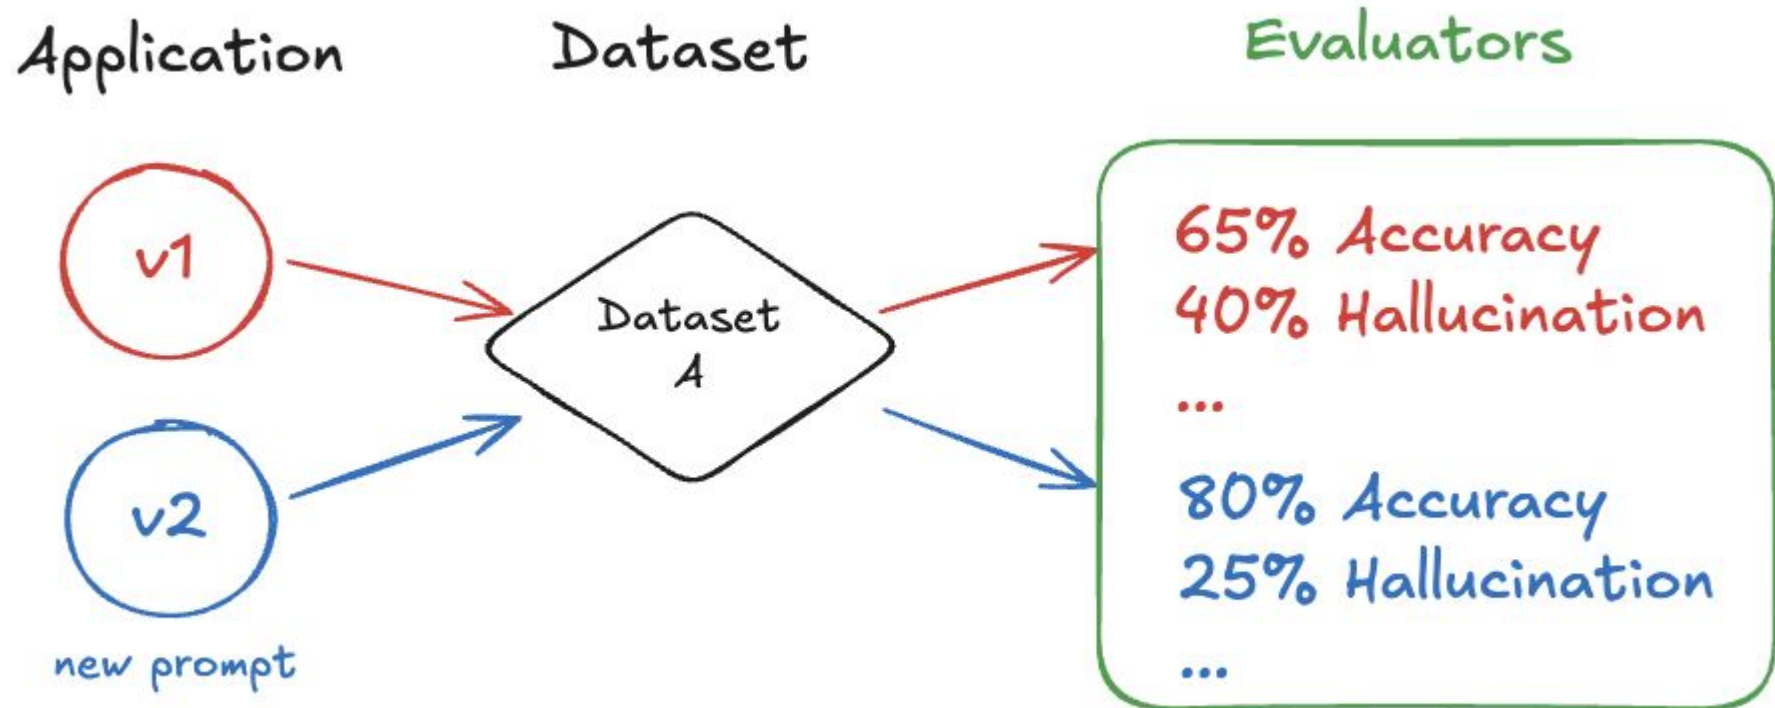 Application
Dataset
Evaluators
v1
Dataset
A
65% Accuracy
40% Hallucination
...
v2
new prompt
80% Accuracy
25% Hallucination
...